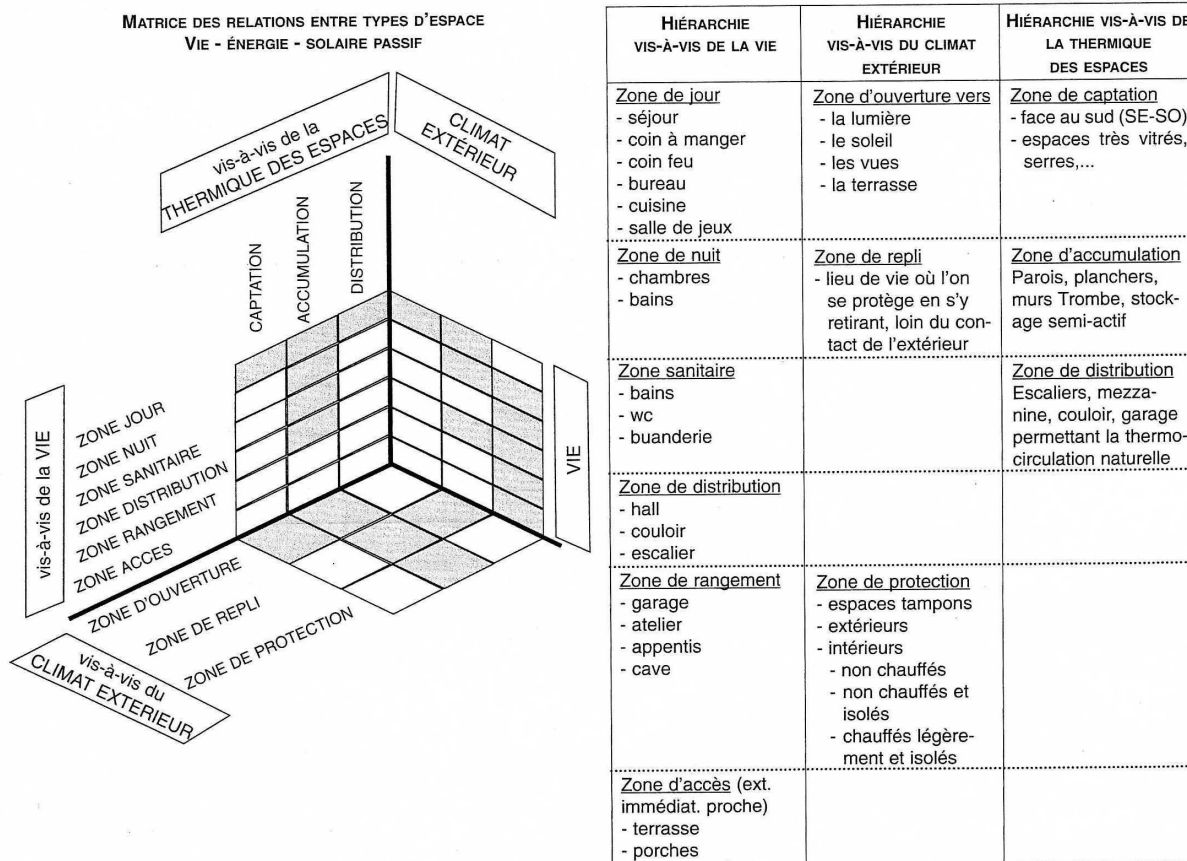 MATRICE DES RELATIONS ENTRE TYPES D'ESPACE
VIE - ÉNERGIE - SOLAIRE PASSIF
vis-à-vis de la
THERMIQUE DES ESPACES
CLIMAT
EXTÉRIEUR
CAPTATION
ACCUMULATION
DISTRIBUTION
vis-à-vis de la VIE
ZONE JOUR
ZONE NUIT
ZONE SANITAIRE
ZONE DISTRIBUTION
ZONE RANGEMENT
ZONE ACCES
VIE
ZONE D'OUVERTURE
ZONE DE REPLI
ZONE DE PROTECTION
vis-à-vis du
CLIMAT EXTERIEUR
HIÉRARCHIE
VIS-À-VIS DE LA VIE
HIÉRARCHIE
VIS-À-VIS DU CLIMAT
EXTÉRIEUR
HIÉRARCHIE VIS-À-VIS DE
LA THERMIQUE
DES ESPACES
Zone de jour
- séjour
- coin à manger
- coin feu
- bureau
- cuisine
- salle de jeux
Zone d'ouverture vers
- la lumière
- le soleil
- les vues
- la terrasse
Zone de captation
- face au sud (SE-SO)
- espaces très vitrés,
serres,...
Zone de nuit
- chambres
- bains
Zone de repli
- lieu de vie où l'on
se protège en s'y
retirant, loin du con-
tact de l'extérieur
Zone d'accumulation
Parois, planchers,
murs Trombe, stock-
age semi-actif
Zone sanitaire
- bains
- wc
- buanderie
Zone de distribution
Escaliers, mezza-
nine, couloir, garage
permettant la thermo-
circulation naturelle
Zone de distribution
- hall
- couloir
- escalier
Zone de rangement
- garage
- atelier
- appentis
- cave
Zone de protection
- espaces tampons
- extérieurs
- intérieurs
- non chauffés
- non chauffés et
isolés
- chauffés légère-
ment et isolés
Zone d'accès (ext.
immédiat. proche)
- terrasse
- porches